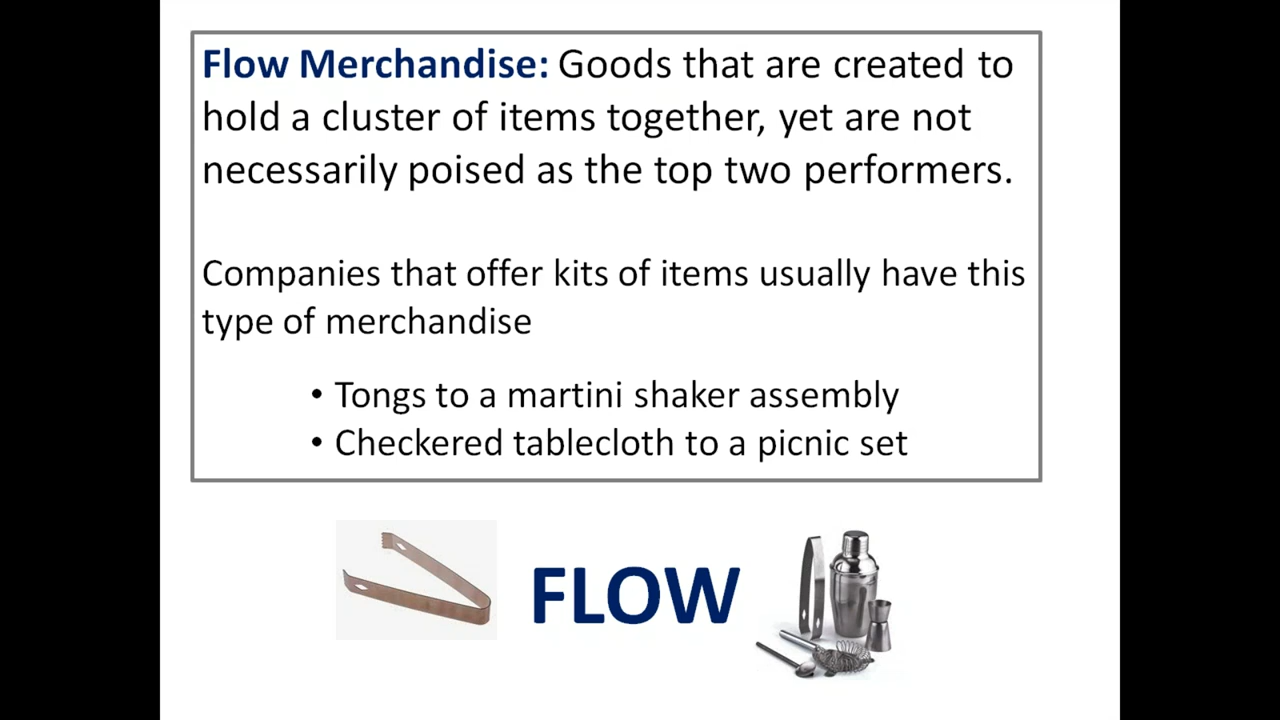 Flow Merchandise: Goods that are created to
hold a cluster of items together, yet are not
necessarily poised as the top two performers.
Companies that offer kits of items usually have this
type of merchandise
• Tongs to a martini shaker assembly
• Checkered tablecloth to a picnic set
FLOW